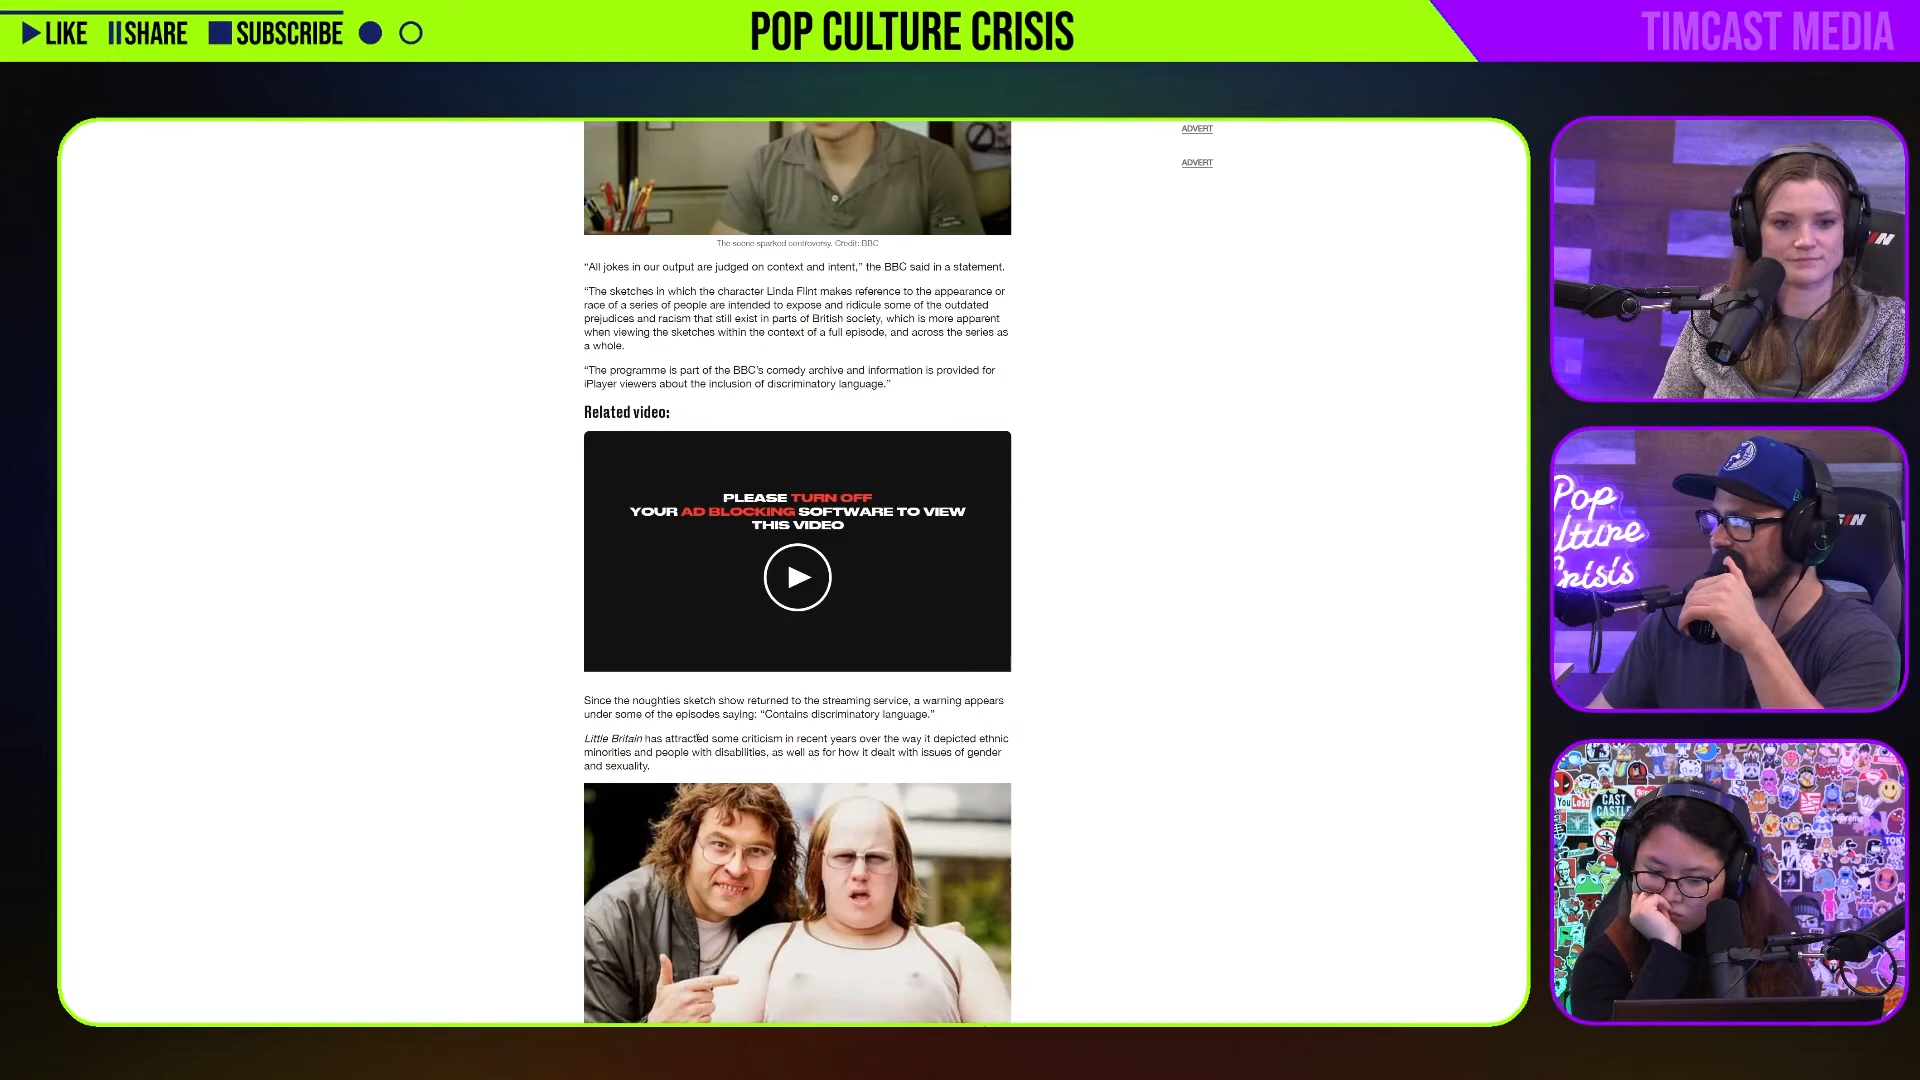 LIKE
SHARE
SUBSCRIBE
POP CULTURE CRISIS
TIMCAST MEDIA
ADVERT
ADVERT
The scene sparked controversy. Credit: BBC
“All jokes in our output are judged on context and intent,” the BBC said in a statement.
“The sketches in which the character Linda Flint makes reference to the appearance or
race of a series of people are intended to expose and ridicule some of the outdated
prejudices and racism that still exist in parts of British society, which is more apparent
when viewing the sketches within the context of a full episode, and across the series as
a whole.
“The programme is part of the BBC’s comedy archive and information is provided for
iPlayer viewers about the inclusion of discriminatory language.”
Related video:
PLEASE TURN OFF
YOUR AD BLOCKING SOFTWARE TO VIEW
THIS VIDEO
Since the noughties sketch show returned to the streaming service, a warning appears
under some of the episodes saying: “Contains discriminatory language.”
Little Britain has attracted some criticism in recent years over the way it depicted ethnic
minorities and people with disabilities, as well as for how it dealt with issues of gender
and sexuality.
Pop
lture
risis
You Lose
CAST
CASTLE
Supreme